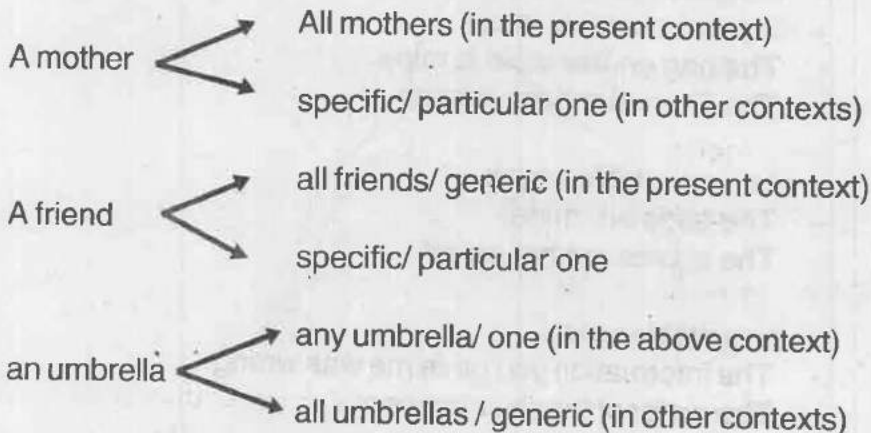 All mothers (in the present context)
A mother
specific/ particular one (in other contexts)
all friends/ generic (in the present context)
A friend
specific/ particular one
any umbrella/ one (in the above context)
an umbrella
all umbrellas / generic (in other contexts)